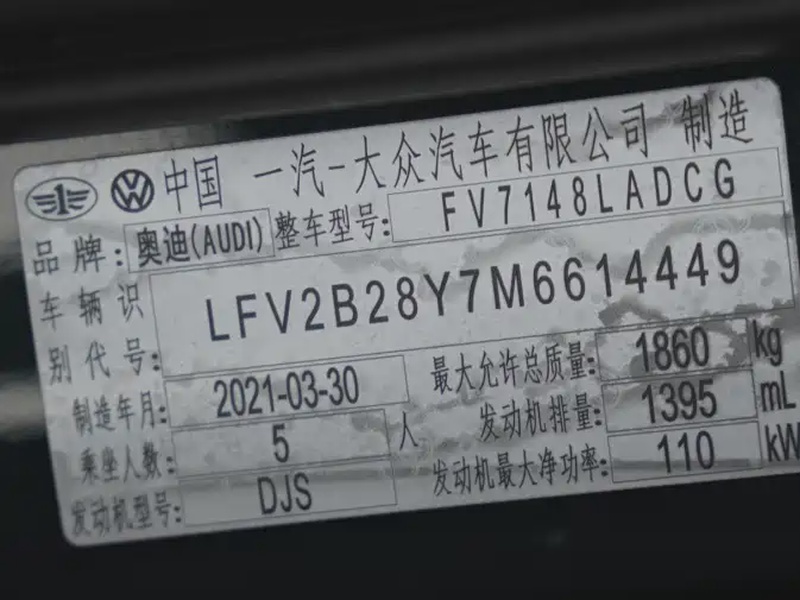 中国 一汽-大众汽车有限公司 制造
品牌: 奥迪(AUDI) 整车型号: FV7148LADCG
车辆识别代号: LFV2B28Y7M6614449
制造年月: 2021-03-30 最大允许总质量: 1860 kg
乘坐人数: 5 人 发动机排量: 1395 mL
发动机型号: DJS 发动机最大净功率: 110 kW